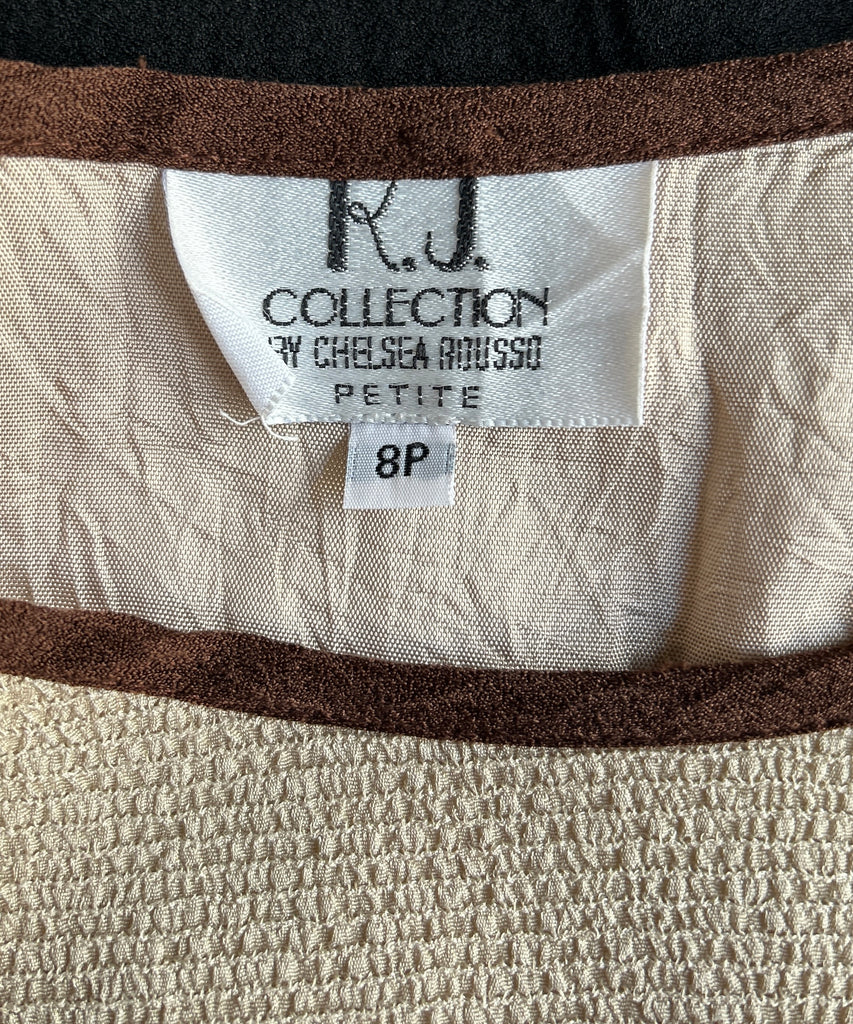 R.J.
COLLECTION
BY CHELSEA ROUSSO
PETITE
8P